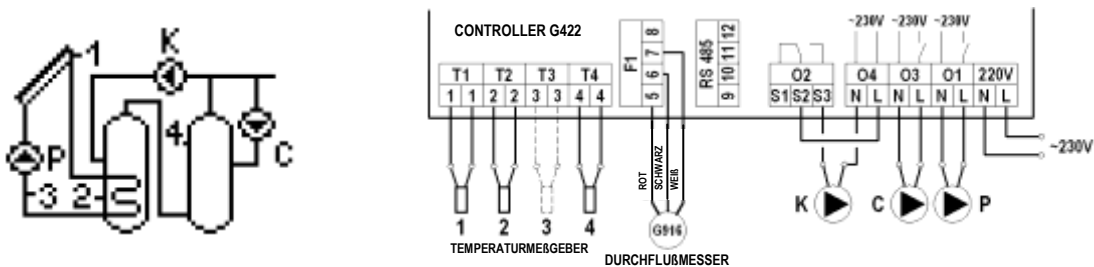 K
1
4
P
C
3
2
CONTROLLER G422
~230V ~230V ~230V
T1 T2 T3 T4
1 1 2 2 3 3 4 4
F1
5 6 7 8
RS 485
9 10 11 12
O2 O4 O3 O1 220V
S1 S2 S3 N L N L N L N L
~230V
ROT
SCHWARZ
WEIß
K C P
G916
1 2 3 4
TEMPERATURMEßGEBER
DURCHFLUßMESSER